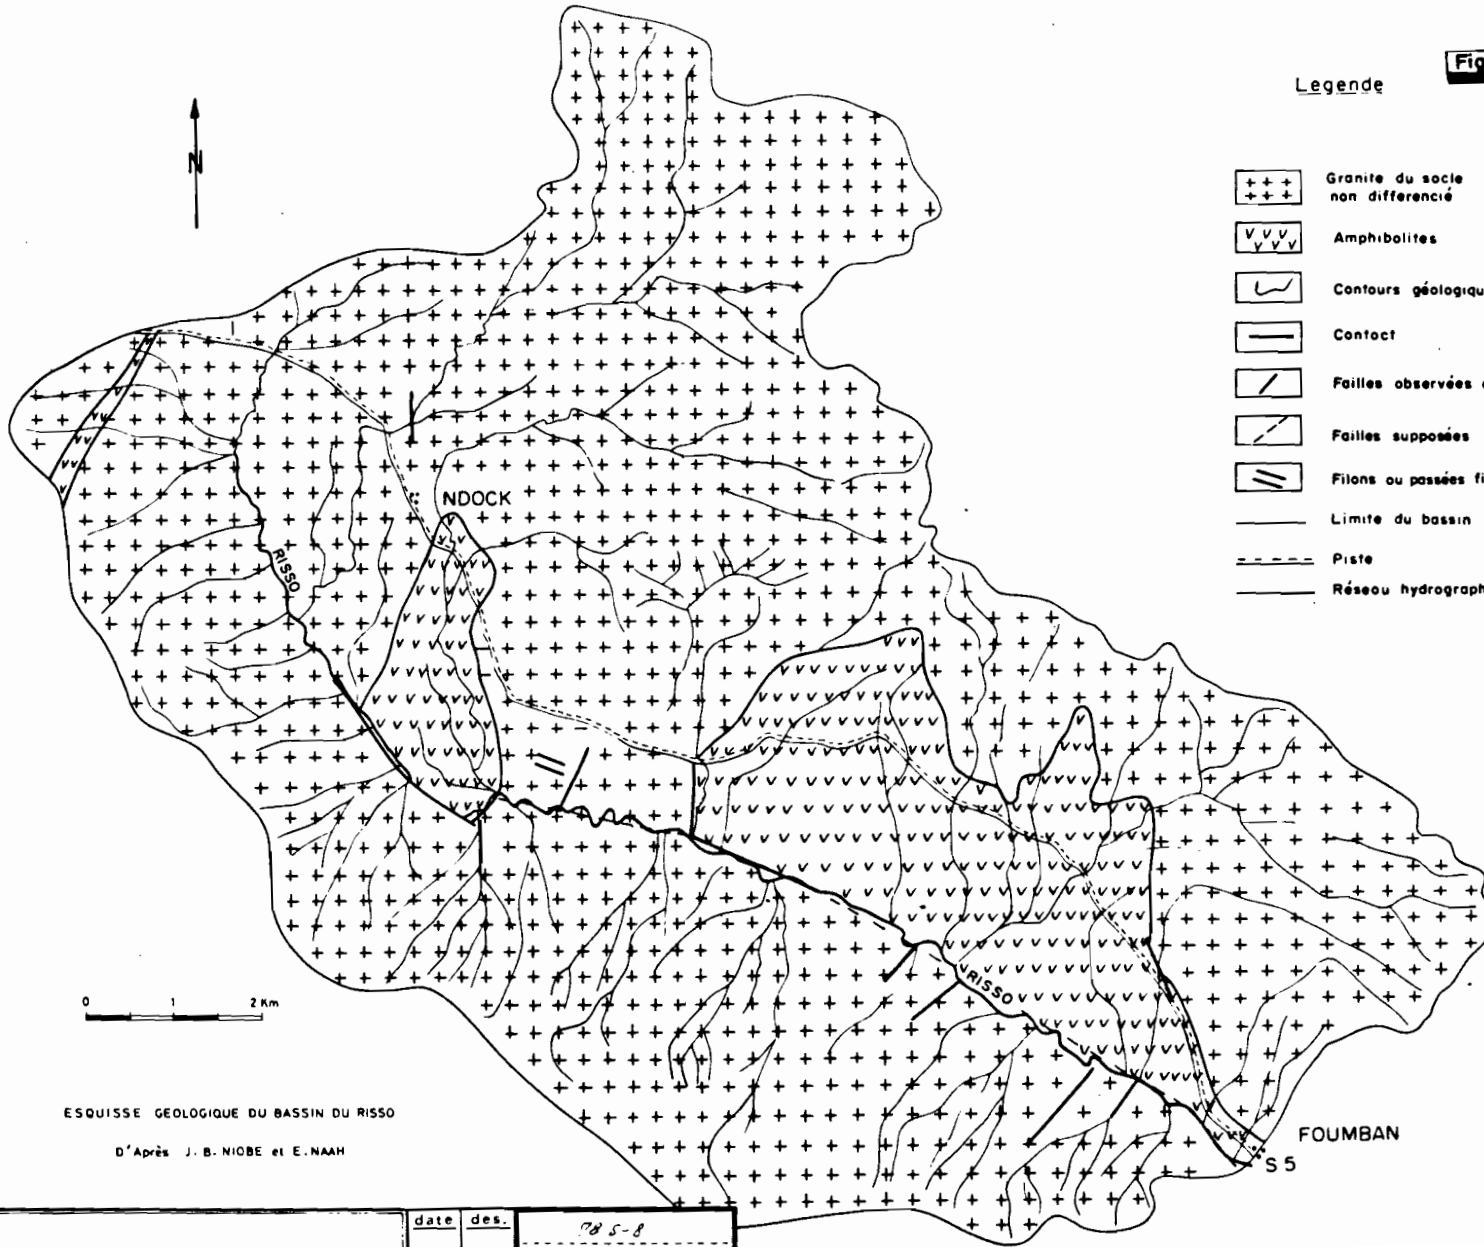 Fig
Legende
N
Granite du socle
non differencié
Amphibolites
Contours géologiqu
Contact
Failles observées
Failles supposées
Filons ou passées fi
Limite du bassin
Piste
Réseau hydrograph
NDOCK
RISSO
RISSO
0 1 2 Km
ESQUISSE GEOLOGIQUE DU BASSIN DU RISSO
D'Après J. B. NIOBE et E. NAAH
FOUMBAN
S 5
date des.